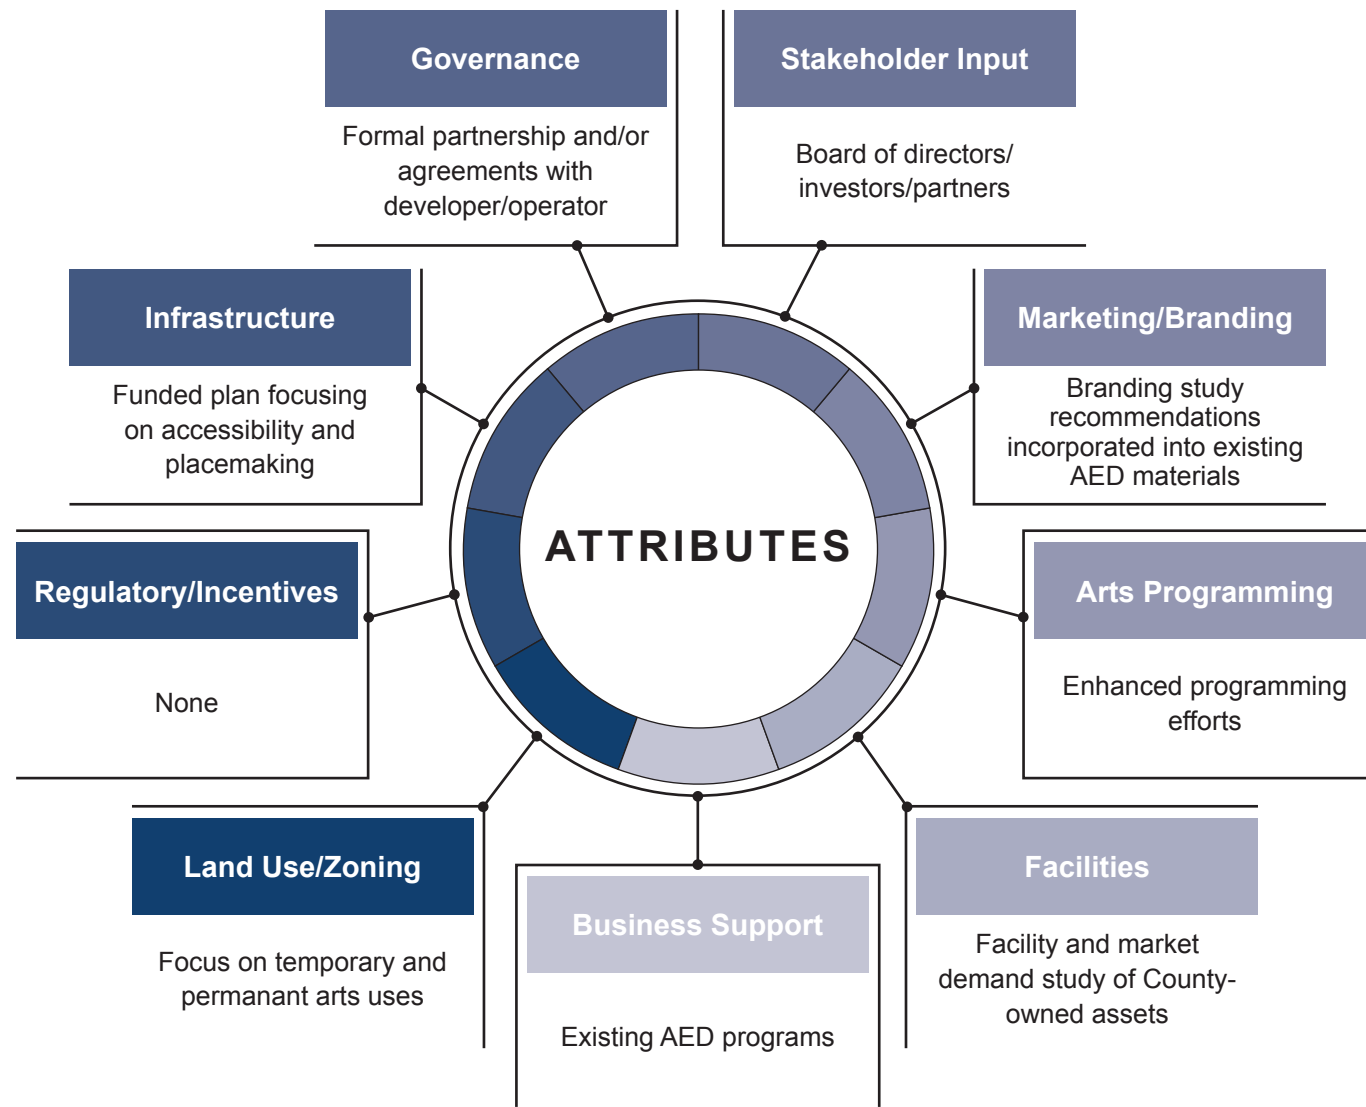 Governance
Formal partnership and/or
agreements with
developer/operator
Stakeholder Input
Board of directors/
investors/partners
Infrastructure
Funded plan focusing
on accessibility and
placemaking
Marketing/Branding
Branding study
recommendations
incorporated into existing
AED materials
ATTRIBUTES
Regulatory/Incentives
None
Arts Programming
Enhanced programming
efforts
Land Use/Zoning
Focus on temporary and
permanant arts uses
Business Support
Existing AED programs
Facilities
Facility and market
demand study of County-
owned assets